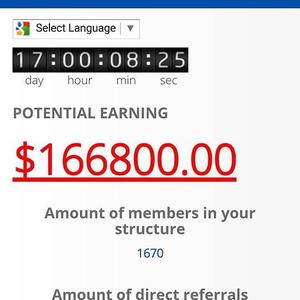 Select Language ▼
17:00:08:25
day hour min sec
POTENTIAL EARNING
$166800.00
Amount of members in your
structure
1670
Amount of direct referrals